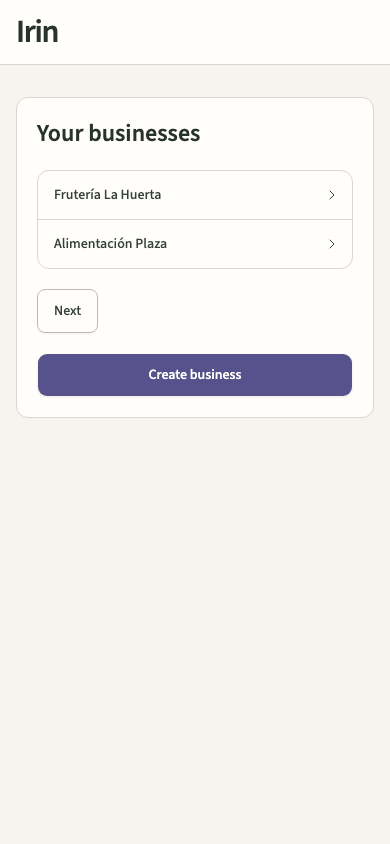 Irin
Your businesses
Frutería La Huerta
Alimentación Plaza
Next
Create business